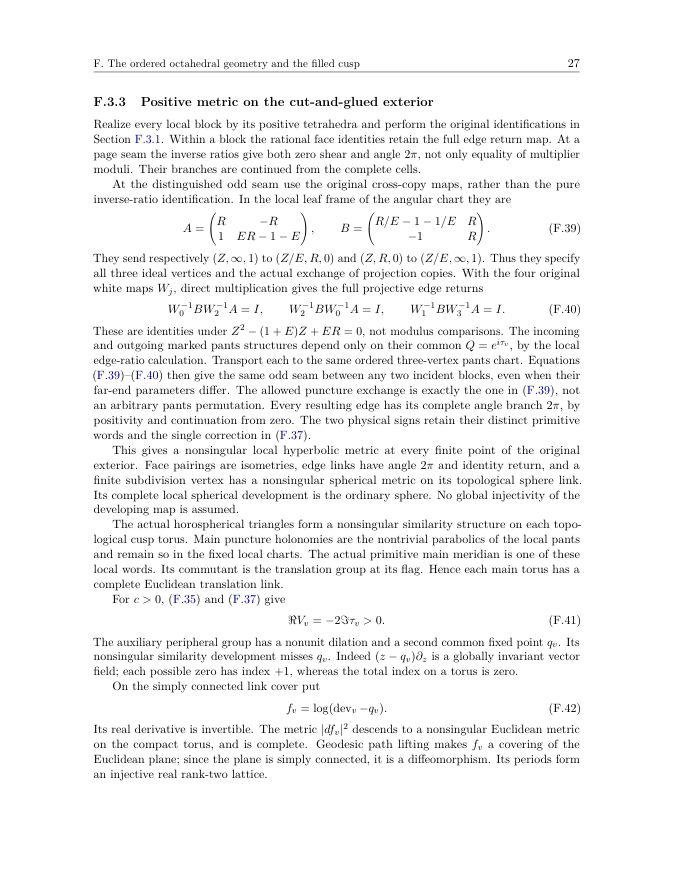 F. The ordered octahedral geometry and the filled cusp 27
F.3.3 Positive metric on the cut-and-glued exterior
Realize every local block by its positive tetrahedra and perform the original identifications in
Section F.3.1. Within a block the rational face identities retain the full edge return map. At a
page seam the inverse ratios give both zero shear and angle 2π, not only equality of multiplier
moduli. Their branches are continued from the complete cells.
At the distinguished odd seam use the original cross-copy maps, rather than the pure
inverse-ratio identification. In the local leaf frame of the angular chart they are
A = \begin{pmatrix} R & -R \\ 1 & ER − 1 − E \end{pmatrix}, B = \begin{pmatrix} R/E − 1 − 1/E & R \\ −1 & R \end{pmatrix}. (F.39)
They send respectively (Z, ∞, 1) to (Z/E, R, 0) and (Z, R, 0) to (Z/E, ∞, 1). Thus they specify
all three ideal vertices and the actual exchange of projection copies. With the four original
white maps W_j, direct multiplication gives the full projective edge returns
W_0^{-1}BW_2^{-1}A = I, W_2^{-1}BW_0^{-1}A = I, W_1^{-1}BW_3^{-1}A = I. (F.40)
These are identities under Z^2 − (1 + E)Z + ER = 0, not modulus comparisons. The incoming
and outgoing marked pants structures depend only on their common Q = e^{iτ_v}, by the local
edge-ratio calculation. Transport each to the same ordered three-vertex pants chart. Equations
(F.39)–(F.40) then give the same odd seam between any two incident blocks, even when their
far-end parameters differ. The allowed puncture exchange is exactly the one in (F.39), not
an arbitrary pants permutation. Every resulting edge has its complete angle branch 2π, by
positivity and continuation from zero. The two physical signs retain their distinct primitive
words and the single correction in (F.37).
This gives a nonsingular local hyperbolic metric at every finite point of the original
exterior. Face pairings are isometries, edge links have angle 2π and identity return, and a
finite subdivision vertex has a nonsingular spherical metric on its topological sphere link.
Its complete local spherical development is the ordinary sphere. No global injectivity of the
developing map is assumed.
The actual horospherical triangles form a nonsingular similarity structure on each topo-
logical cusp torus. Main puncture holonomies are the nontrivial parabolics of the local pants
and remain so in the fixed local charts. The actual primitive main meridian is one of these
local words. Its commutant is the translation group at its flag. Hence each main torus has a
complete Euclidean translation link.
For c > 0, (F.35) and (F.37) give
ℜV_v = −2ℑτ_v > 0. (F.41)
The auxiliary peripheral group has a nonunit dilation and a second common fixed point q_v. Its
nonsingular similarity development misses q_v. Indeed (z − q_v)∂_z is a globally invariant vector
field; each possible zero has index +1, whereas the total index on a torus is zero.
On the simply connected link cover put
f_v = log(dev_v −q_v). (F.42)
Its real derivative is invertible. The metric |df_v|^2 descends to a nonsingular Euclidean metric
on the compact torus, and is complete. Geodesic path lifting makes f_v a covering of the
Euclidean plane; since the plane is simply connected, it is a diffeomorphism. Its periods form
an injective real rank-two lattice.